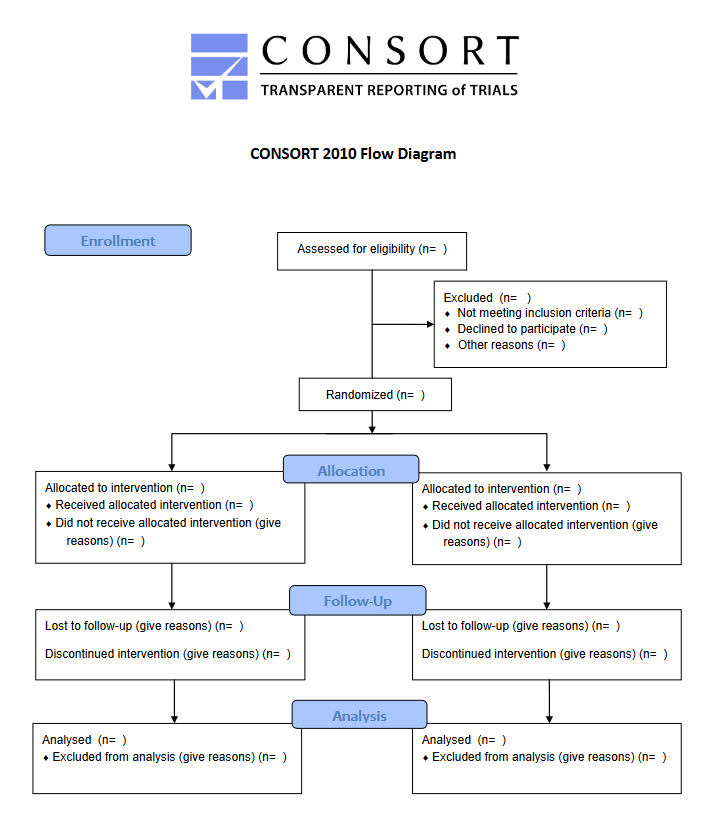 CONSORT
TRANSPARENT REPORTING of TRIALS
CONSORT 2010 Flow Diagram
Enrollment
Assessed for eligibility (n=  )
Excluded  (n=   )
♦ Not meeting inclusion criteria (n=  )
♦ Declined to participate (n=  )
♦ Other reasons (n=  )
Randomized (n=  )
Allocation
Allocated to intervention (n=  )
♦ Received allocated intervention (n=  )
♦ Did not receive allocated intervention (give
reasons) (n=  )
Allocated to intervention (n=  )
♦ Received allocated intervention (n=  )
♦ Did not receive allocated intervention (give
reasons) (n=  )
Follow-Up
Lost to follow-up (give reasons) (n=  )
Discontinued intervention (give reasons) (n=  )
Lost to follow-up (give reasons) (n=  )
Discontinued intervention (give reasons) (n=  )
Analysis
Analysed  (n=  )
♦ Excluded from analysis (give reasons) (n=  )
Analysed  (n=  )
♦ Excluded from analysis (give reasons) (n=  )